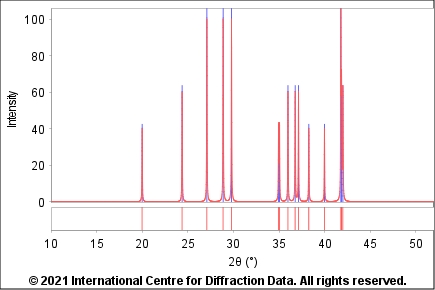 100
80
60
40
20
0
Intensity
10 15 20 25 30 35 40 45 50
2θ (°)
© 2021 International Centre for Diffraction Data. All rights reserved.